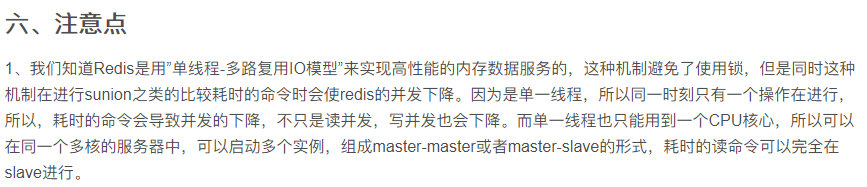 六、注意点
1、我们知道Redis是用”单线程-多路复用IO模型”来实现高性能的内存数据服务的，这种机制避免了使用锁，但是同时这种
机制在进行sunion之类的比较耗时的命令时会使redis的并发下降。因为是单一线程，所以同一时刻只有一个操作在进行，
所以，耗时的命令会导致并发的下降，不只是读并发，写并发也会下降。而单一线程也只能用到一个CPU核心，所以可以
在同一个多核的服务器中，可以启动多个实例，组成master-master或者master-slave的形式，耗时的读命令可以完全在
slave进行。